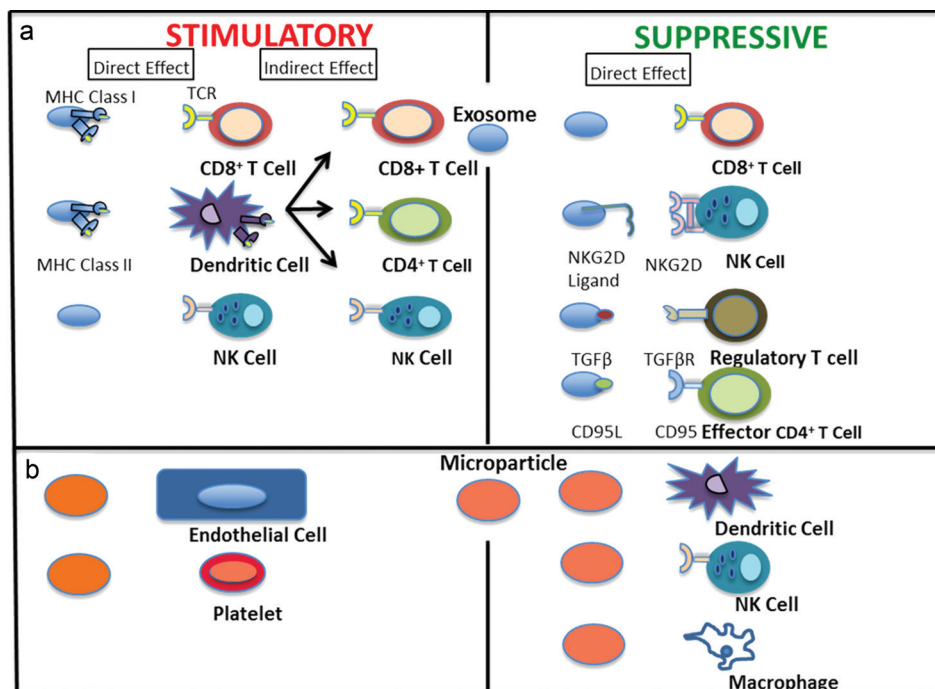 a
STIMULATORY
SUPPRESSIVE
Direct Effect
Indirect Effect
Direct Effect
MHC Class I
TCR
Exosome
CD8+ T Cell
CD8+ T Cell
CD8+ T Cell
MHC Class II
Dendritic Cell
CD4+ T Cell
NKG2D
Ligand
NKG2D
NK Cell
NK Cell
NK Cell
TGFβ
TGFβR
Regulatory T cell
CD95L
CD95
Effector CD4+ T Cell
b
Microparticle
Endothelial Cell
Dendritic Cell
Platelet
NK Cell
Macrophage